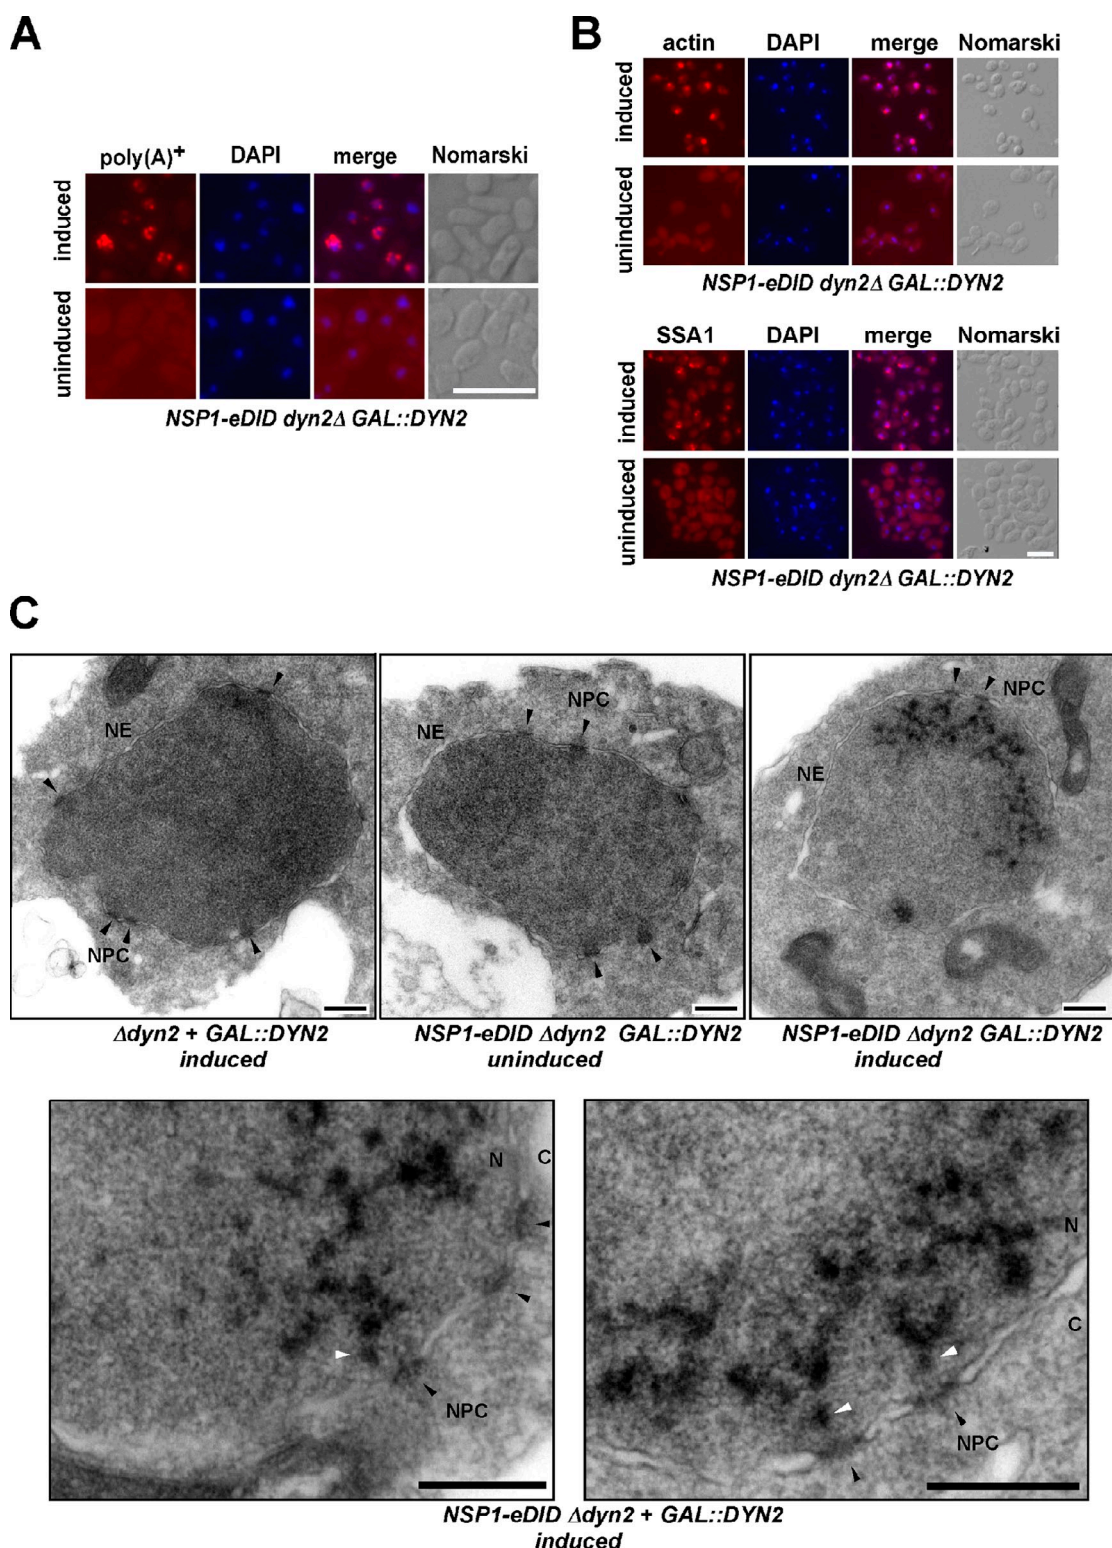 A
poly(A)+ DAPI merge Nomarski
induced
uninduced
NSP1-eDID dyn2Δ GAL::DYN2
B
actin DAPI merge Nomarski
induced
uninduced
NSP1-eDID dyn2Δ GAL::DYN2
SSA1 DAPI merge Nomarski
induced
uninduced
NSP1-eDID dyn2Δ GAL::DYN2
C
NE
NPC
Δdyn2 + GAL::DYN2
induced
NE
NPC
NSP1-eDID Δdyn2 GAL::DYN2
uninduced
NE
NPC
NSP1-eDID Δdyn2 GAL::DYN2
induced
N
C
NPC
N
C
NPC
NSP1-eDID Δdyn2 + GAL::DYN2
induced